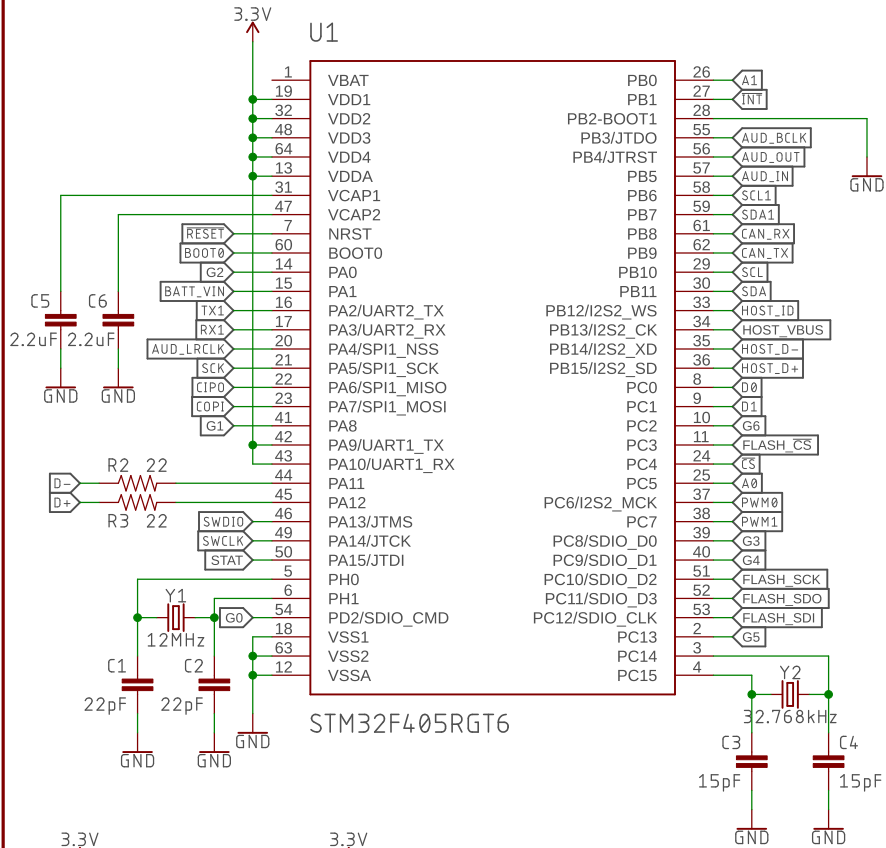 3.3V
U1
1 VBAT PB0 26 A1
19 VDD1 PB1 27 INT
32 VDD2 PB2-BOOT1 28
48 VDD3 PB3/JTDO 55 AUD_BCLK
64 VDD4 PB4/JTRST 56 AUD_OUT
13 VDDA PB5 57 AUD_IN
GND
31 VCAP1 PB6 58 SCL1
47 VCAP2 PB7 59 SDA1
RESET 7 NRST PB8 61 CAN_RX
BOOT0 60 BOOT0 PB9 62 CAN_TX
G2 14 PA0 PB10 29 SCL
BATT_VIN 15 PA1 PB11 30 SDA
C5 C6
TX1 16 PA2/UART2_TX PB12/I2S2_WS 33 HOST_ID
RX1 17 PA3/UART2_RX PB13/I2S2_CK 34 HOST_VBUS
2.2uF 2.2uF
AUD_LRCLK 20 PA4/SPI1_NSS PB14/I2S2_XD 35 HOST_D-
SCK 21 PA5/SPI1_SCK PB15/I2S2_SD 36 HOST_D+
CIPO 22 PA6/SPI1_MISO PC0 8 D0
GND GND
COPI 23 PA7/SPI1_MOSI PC1 9 D1
G1 41 PA8 PC2 10 G6
42 PA9/UART1_TX PC3 11 FLASH_CS
43 PA10/UART1_RX PC4 24 CS
R2 22
D- 44 PA11 PC5 25 A0
D+ 45 PA12 PC6/I2S2_MCK 37 PWM0
R3 22
SWDIO 46 PA13/JTMS PC7 38 PWM1
SWCLK 49 PA14/JTCK PC8/SDIO_D0 39 G3
STAT 50 PA15/JTDI PC9/SDIO_D1 40 G4
5 PH0 PC10/SDIO_D2 51 FLASH_SCK
Y1
6 PH1 PC11/SDIO_D3 52 FLASH_SDO
G0 54 PD2/SDIO_CMD PC12/SDIO_CLK 53 FLASH_SDI
12MHz
18 VSS1 PC13 2 G5
63 VSS2 PC14 3
C1 C2
12 VSSA PC15 4
Y2
22pF 22pF
32.768kHz
STM32F405RGT6
GND
C3 C4
GND GND
15pF 15pF
GND GND
3.3V 3.3V